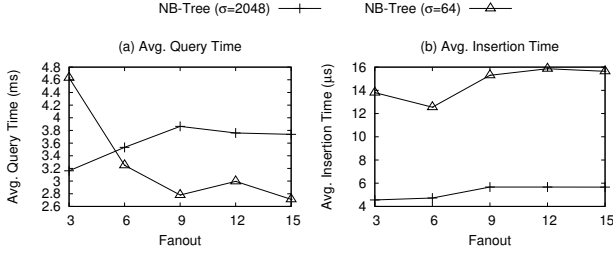 NB-Tree (σ=2048)
NB-Tree (σ=64)
(a) Avg. Query Time
Avg. Query Time (ms)
4.8
4.6
4.4
4.2
4
3.8
3.6
3.4
3.2
3
2.8
2.6
3 6 9 12 15
Fanout
(b) Avg. Insertion Time
Avg. Insertion Time (μs)
16
14
12
10
8
6
4
3 6 9 12 15
Fanout